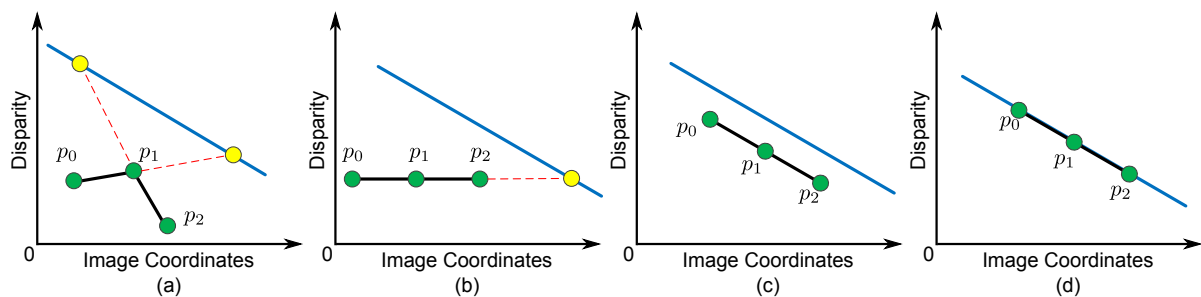 Disparity
p0
p1
p2
0
Image Coordinates
(a)
Disparity
p0
p1
p2
0
Image Coordinates
(b)
Disparity
p0
p1
p2
0
Image Coordinates
(c)
Disparity
p0
p1
p2
0
Image Coordinates
(d)